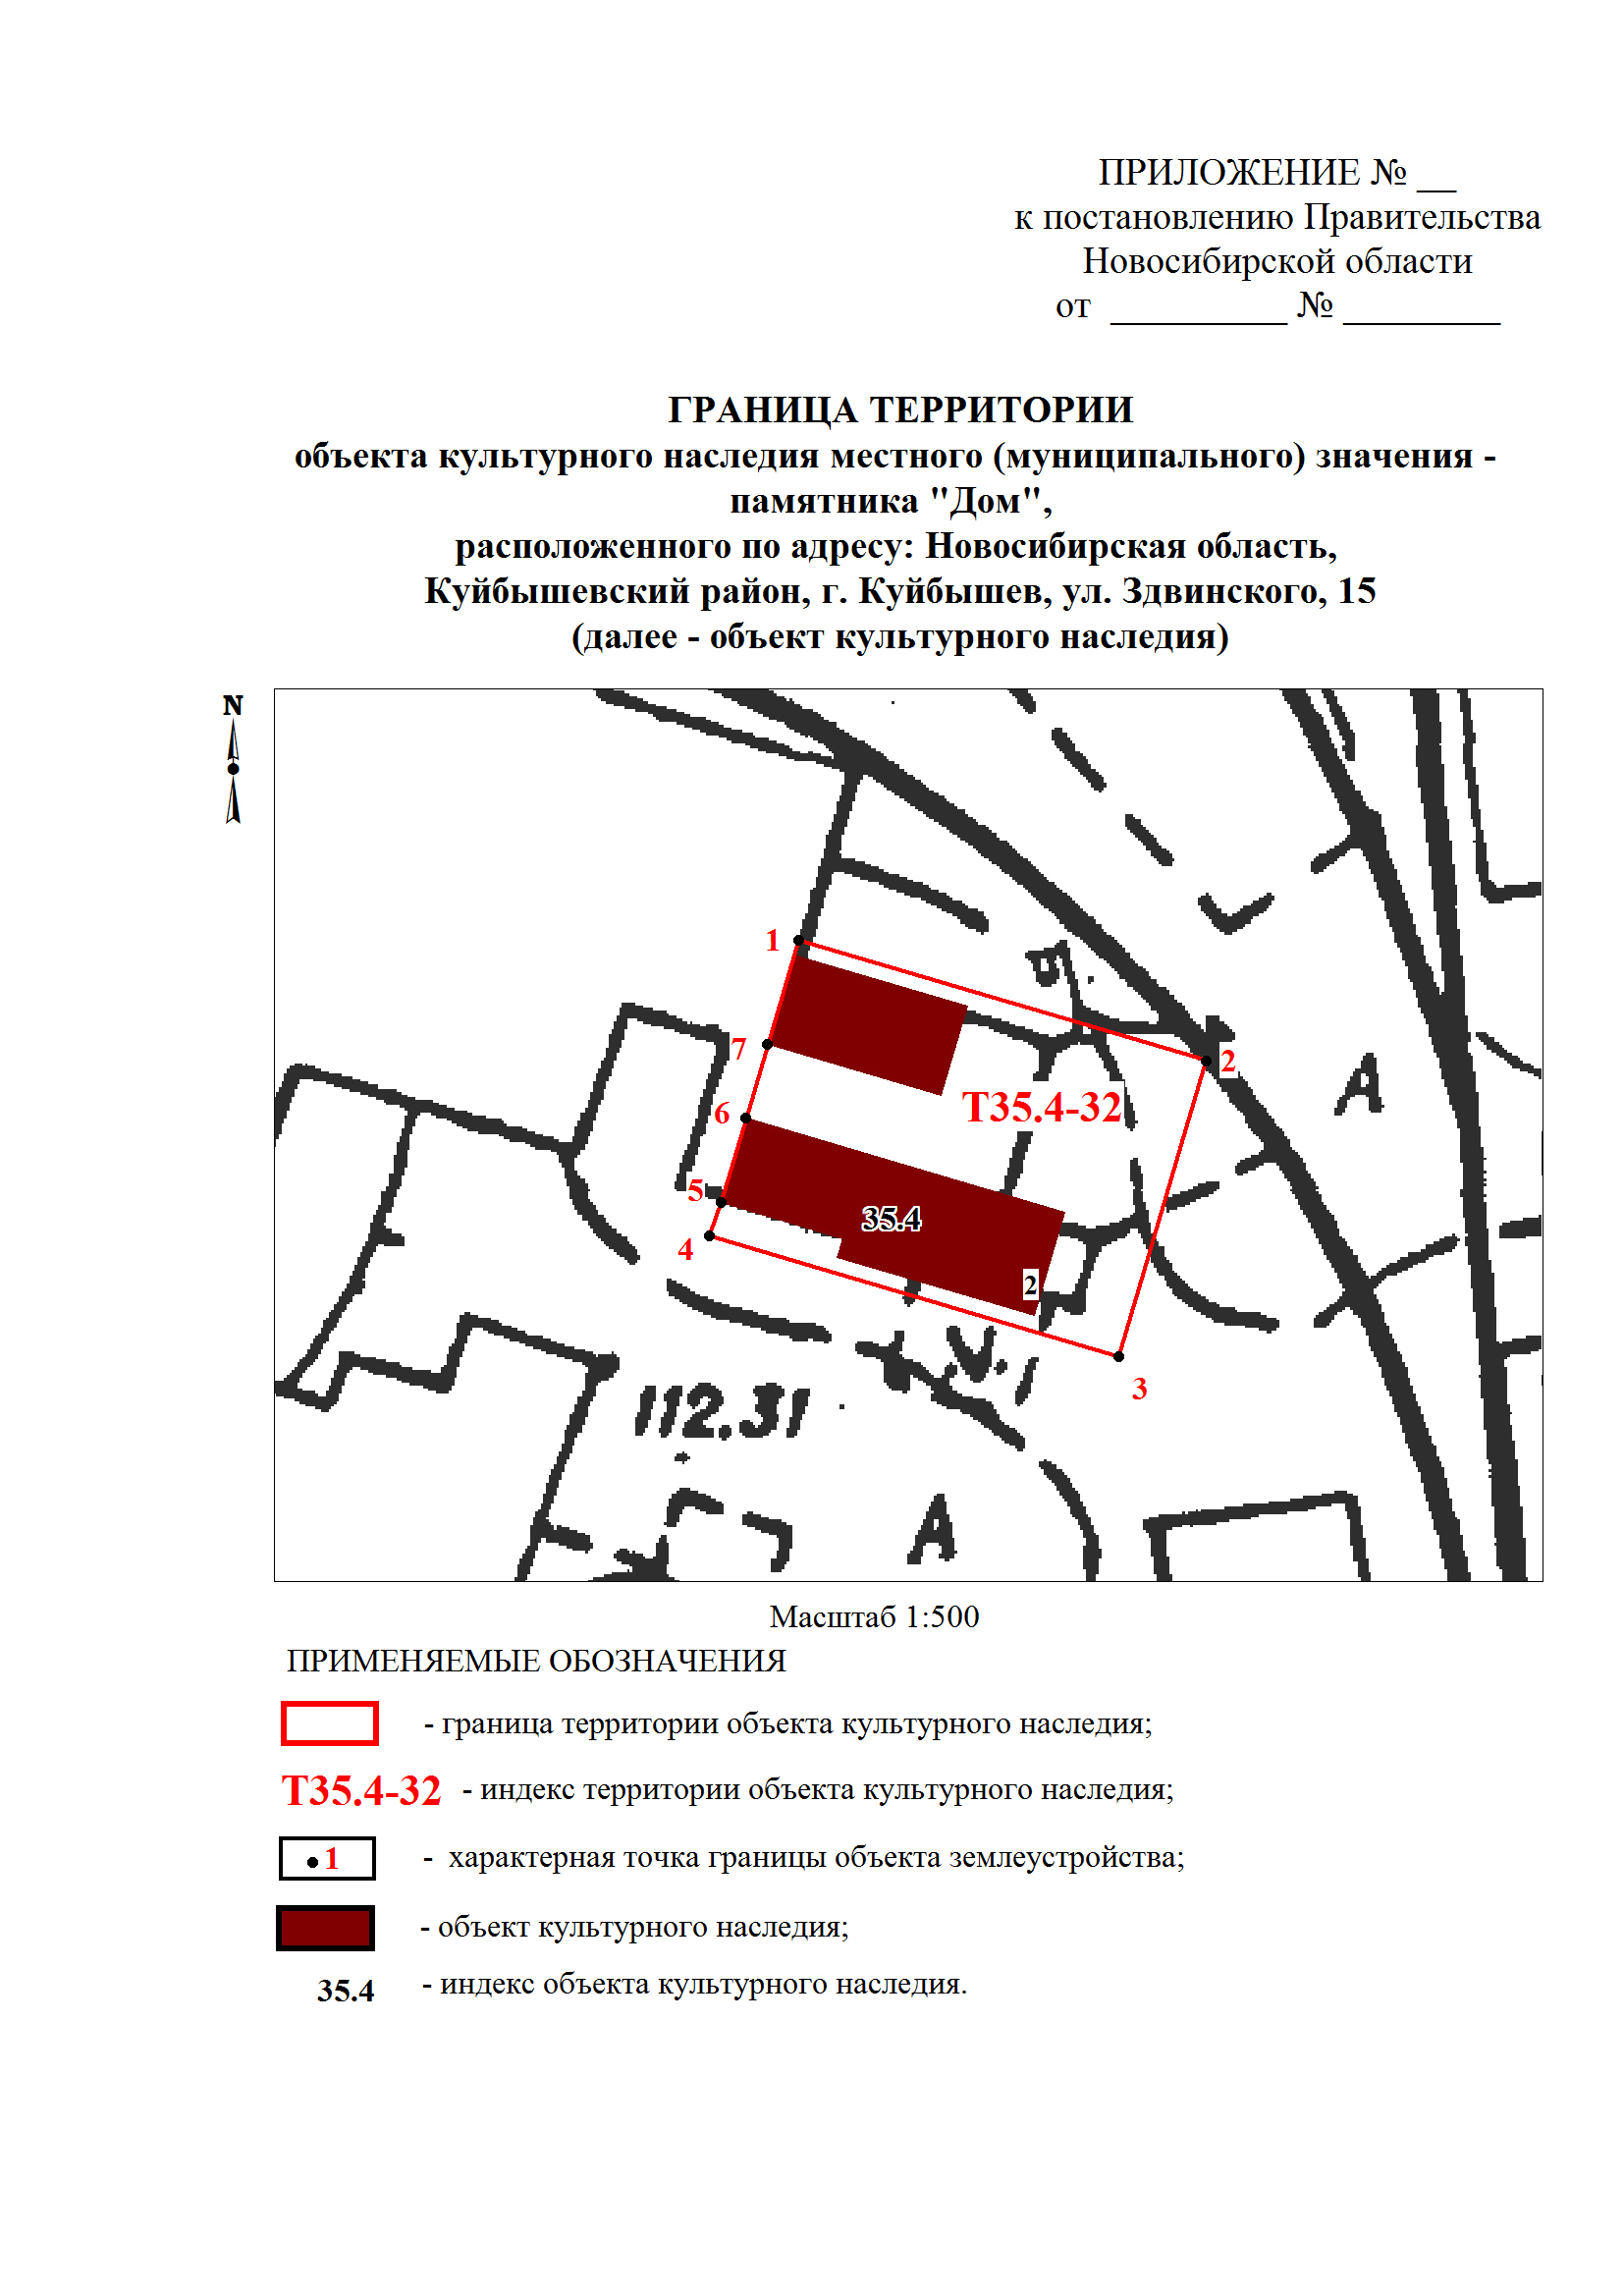 ПРИЛОЖЕНИЕ № __
к постановлению Правительства
Новосибирской области
от _________ № ________
ГРАНИЦА ТЕРРИТОРИИ
объекта культурного наследия местного (муниципального) значения -
памятника "Дом",
расположенного по адресу: Новосибирская область,
Куйбышевский район, г. Куйбышев, ул. Здвинского, 15
(далее - объект культурного наследия)
N
1
2
7
А
Т35.4-32
6
5
35.4
4
2
3
112.31
А
Масштаб 1:500
ПРИМЕНЯЕМЫЕ ОБОЗНАЧЕНИЯ
- граница территории объекта культурного наследия;
Т35.4-32 - индекс территории объекта культурного наследия;
1 - характерная точка границы объекта землеустройства;
- объект культурного наследия;
35.4 - индекс объекта культурного наследия.